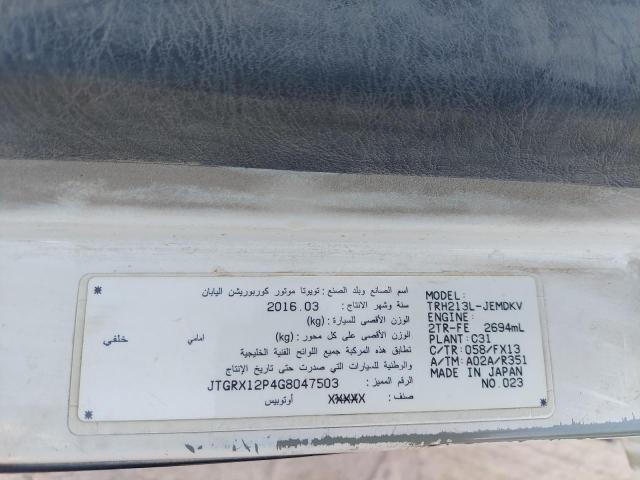 اسم الصانع وبلد الصنع : تويوتا موتور كوربوريشن اليابان
سنة وشهر الانتاج : 2016.03
الوزن الأقصى للسيارة : (kg)
الوزن الأقصى على كل محور : (kg) امامي خلفي
تطابق هذه المركبة جميع اللوائح الفنية الخليجية
والوطنية للسيارات التي صدرت حتى تاريخ الإنتاج
الرقم المميز : JTGRX12P4G8047503
صنف : XXXXX أوتوبيس
MODEL:
TRH213L-JEMDKV
ENGINE:
2TR-FE 2694mL
PLANT: C31
C/TR: 058/FX13
A/TM: A02A/R351
MADE IN JAPAN
NO.023